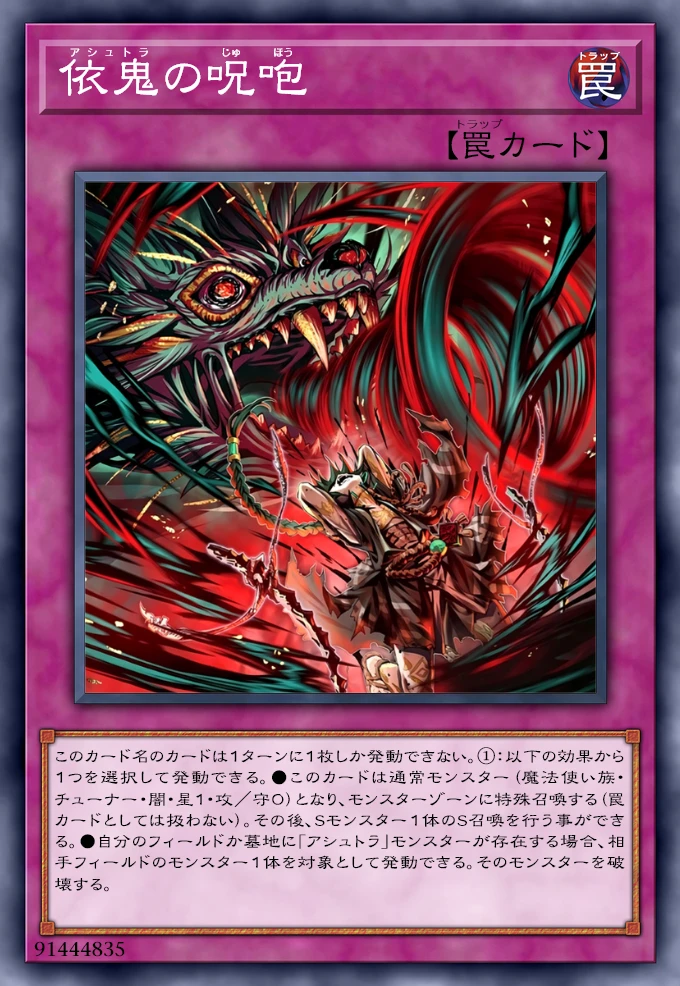 アシュトラ じゅ ほう
依鬼の呪咆
トラップ
罠
トラップ
【罠カード】
このカード名のカードは1ターンに1枚しか発動できない。①:以下の効果から
1つを選択して発動できる。●このカードは通常モンスター(魔法使い族・
チューナー・闇・星1・攻/守0)となり、モンスターゾーンに特殊召喚する(罠
カードとしては扱わない)。その後、Sモンスター1体のS召喚を行う事ができ
る。●自分のフィールドか墓地に「アシュトラ」モンスターが存在する場合、相
手フィールドのモンスター1体を対象として発動できる。そのモンスターを破
壊する。
91444835